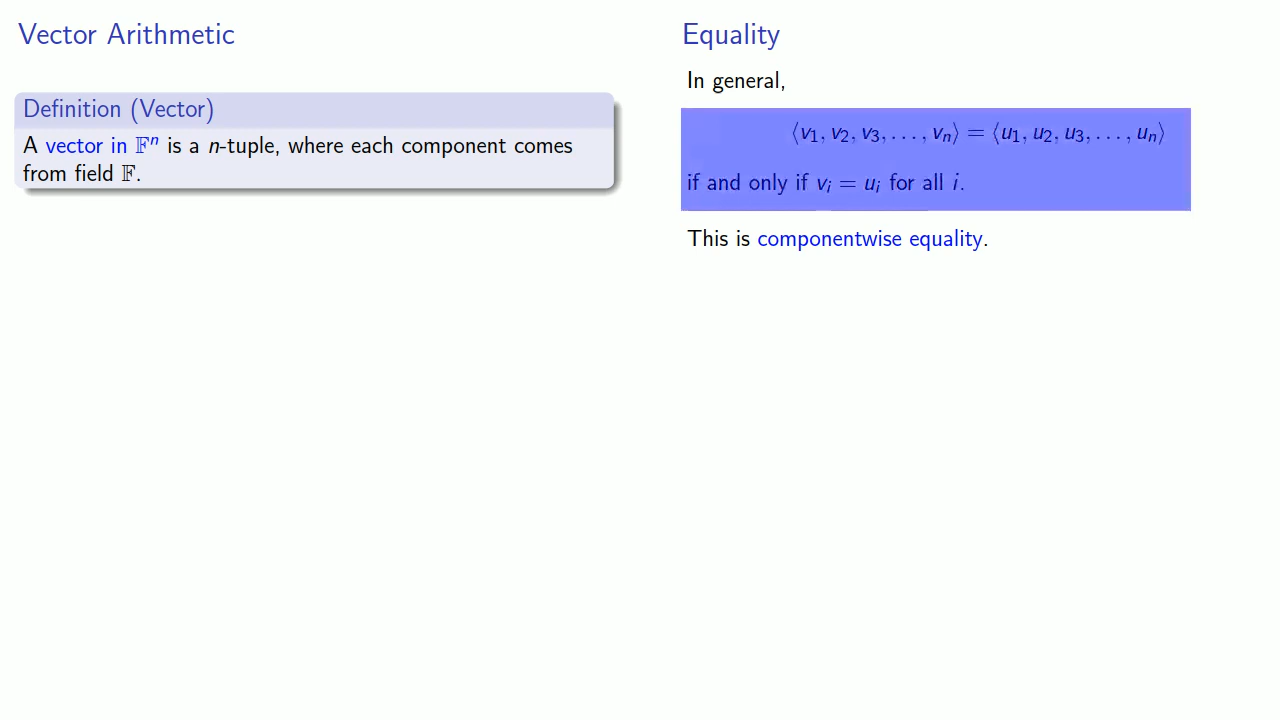 Vector Arithmetic
Definition (Vector)
A vector in 𝔽ⁿ is a n-tuple, where each component comes
from field 𝔽.
Equality
In general,
⟨v₁, v₂, v₃, . . . , vₙ⟩ = ⟨u₁, u₂, u₃, . . . , uₙ⟩
if and only if vᵢ = uᵢ for all i.
This is componentwise equality.